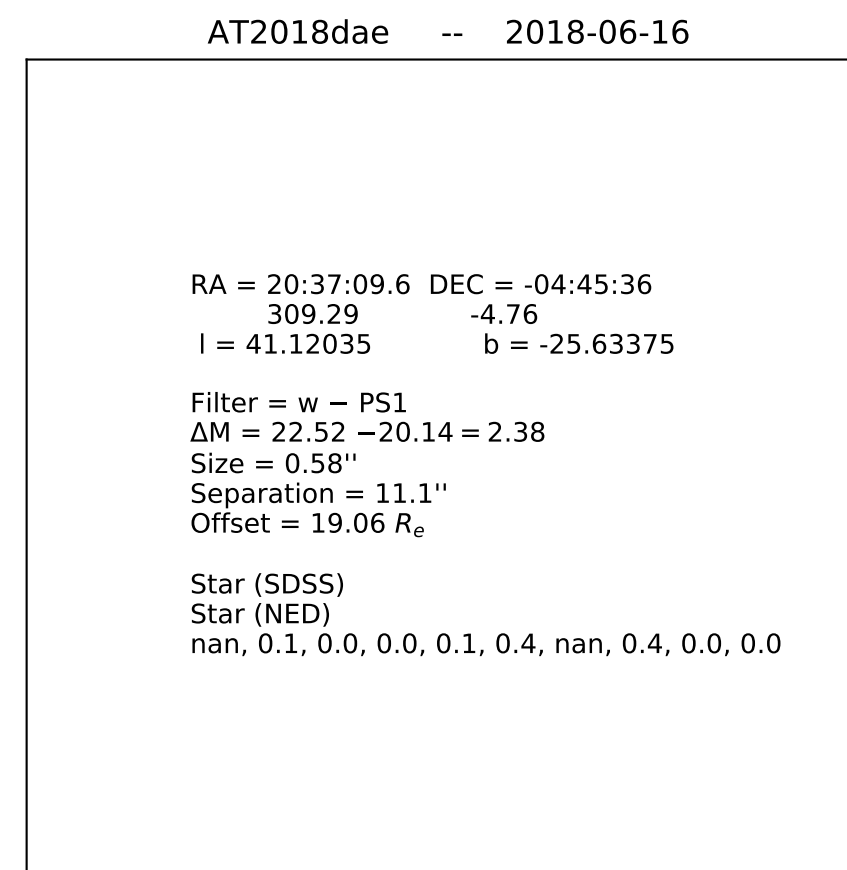 AT2018dae -- 2018-06-16
RA = 20:37:09.6 DEC = -04:45:36
309.29 -4.76
l = 41.12035 b = -25.63375
Filter = w − PS1
ΔM = 22.52 −20.14 = 2.38
Size = 0.58''
Separation = 11.1''
Offset = 19.06 Rₑ
Star (SDSS)
Star (NED)
nan, 0.1, 0.0, 0.0, 0.1, 0.4, nan, 0.4, 0.0, 0.0